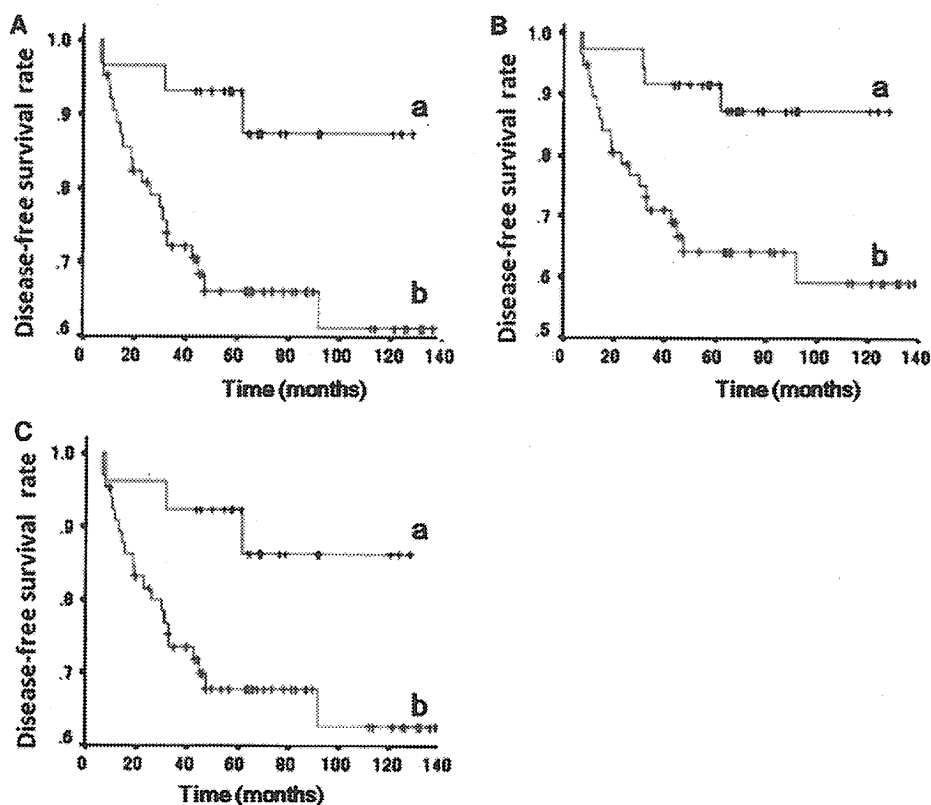 A
Disease-free survival rate
1.0
.9
.8
.7
.6
a
b
0 20 40 60 80 100 120 140
Time (months)
B
Disease-free survival rate
1.0
.9
.8
.7
.6
.5
a
b
0 20 40 60 80 100 120 140
Time (months)
C
Disease-free survival rate
1.0
.9
.8
.7
.6
a
b
0 20 40 60 80 100 120 140
Time (months)